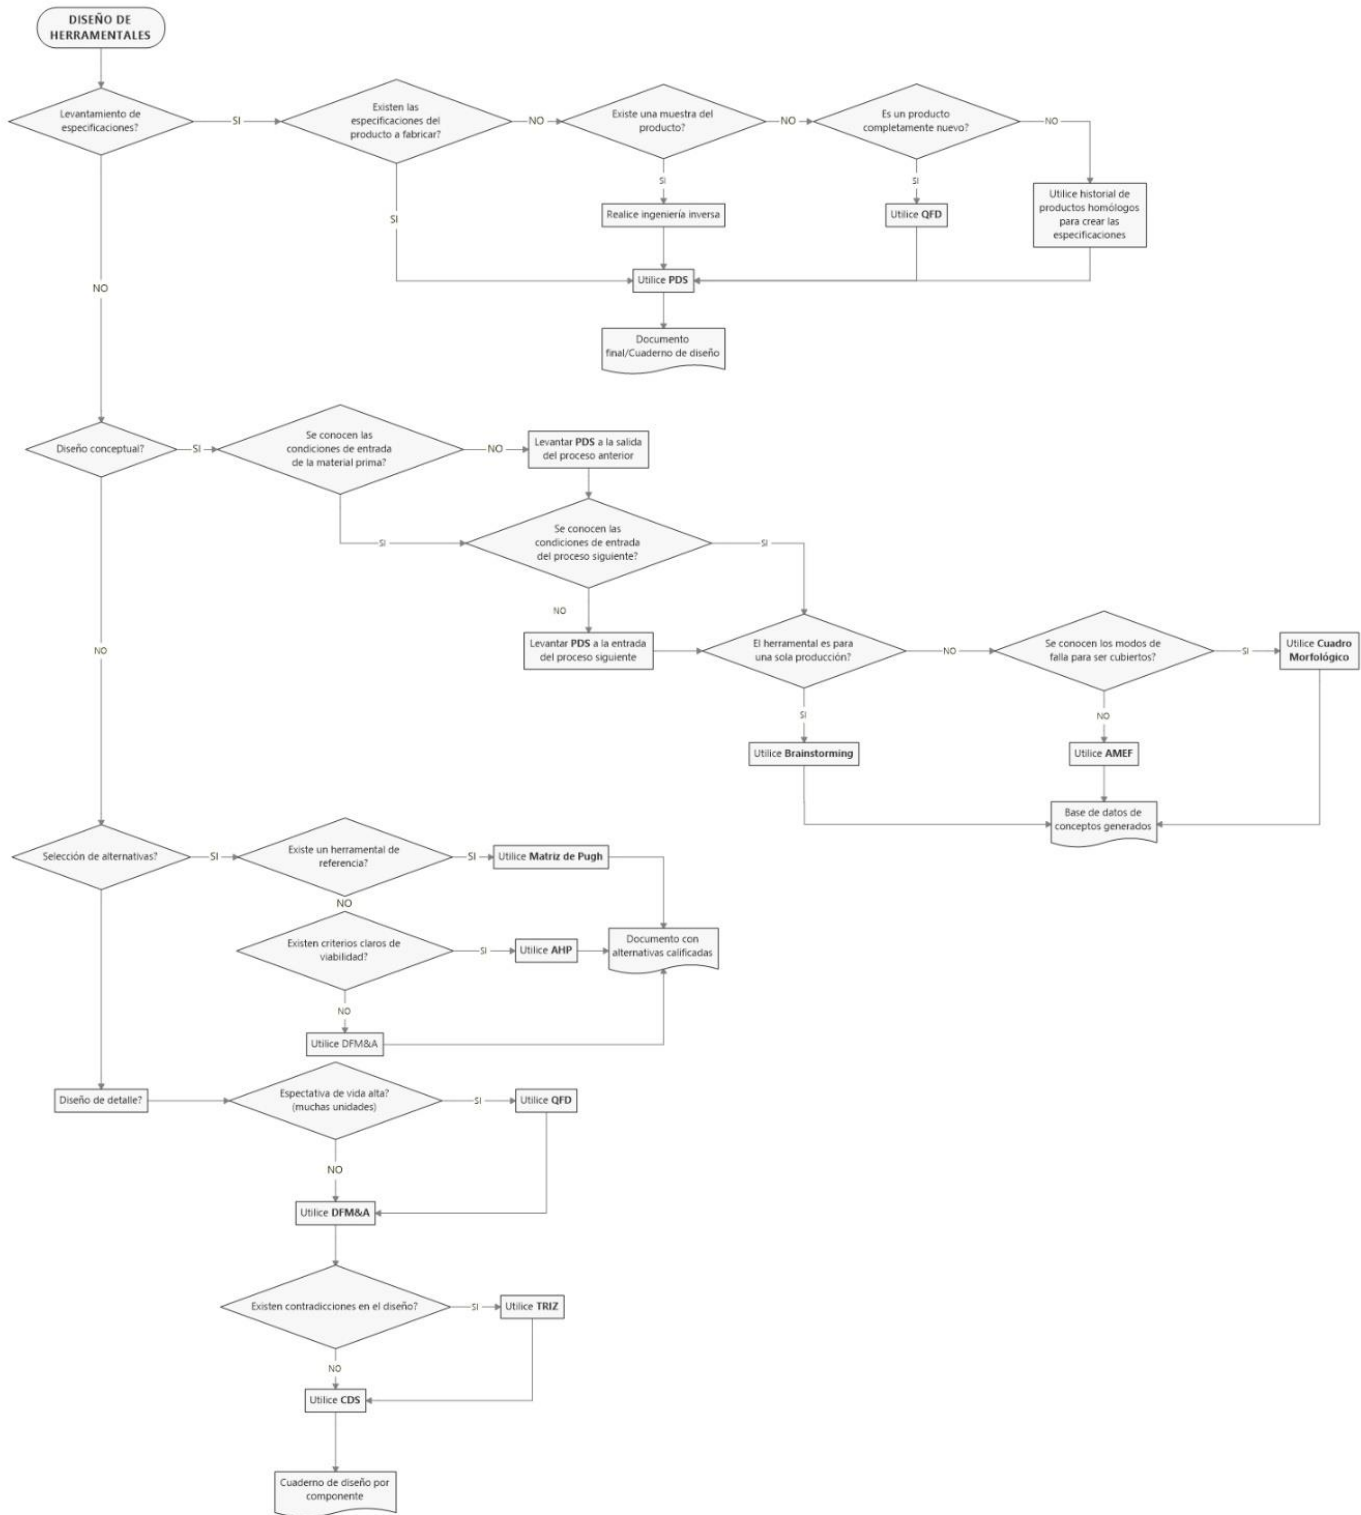 DISEÑO DE
HERRAMENTALES
Levantamiento de
especificaciones?
SI
Existen las
especificaciones del
producto a fabricar?
NO
Existe una muestra del
producto?
NO
Es un producto
completamente nuevo?
NO
SI
SI
SI
Realice ingeniería inversa
Utilice QFD
Utilice historial de
productos homólogos
para crear las
especificaciones
Utilice PDS
Documento
final/Cuaderno de diseño
NO
Diseño conceptual?
SI
Se conocen las
condiciones de entrada
de la material prima?
NO
Levantar PDS a la salida
del proceso anterior
SI
Se conocen las
condiciones de entrada
del proceso siguiente?
SI
NO
Levantar PDS a la entrada
del proceso siguiente
El herramental es para
una sola producción?
NO
Se conocen los modos de
falla para ser cubiertos?
SI
Utilice Cuadro
Morfológico
SI
NO
Utilice Brainstorming
Utilice AMEF
Base de datos de
conceptos generados
NO
Selección de alternativas?
SI
Existe un herramental de
referencia?
SI
Utilice Matriz de Pugh
NO
Existen criterios claros de
viabilidad?
SI
Utilice AHP
Documento con
alternativas calificadas
NO
Utilice DFM&A
Diseño de detalle?
Espectativa de vida alta?
(muchas unidades)
SI
Utilice QFD
NO
Utilice DFM&A
Existen contradicciones en el diseño?
SI
Utilice TRIZ
NO
Utilice CDS
Cuaderno de diseño por
componente